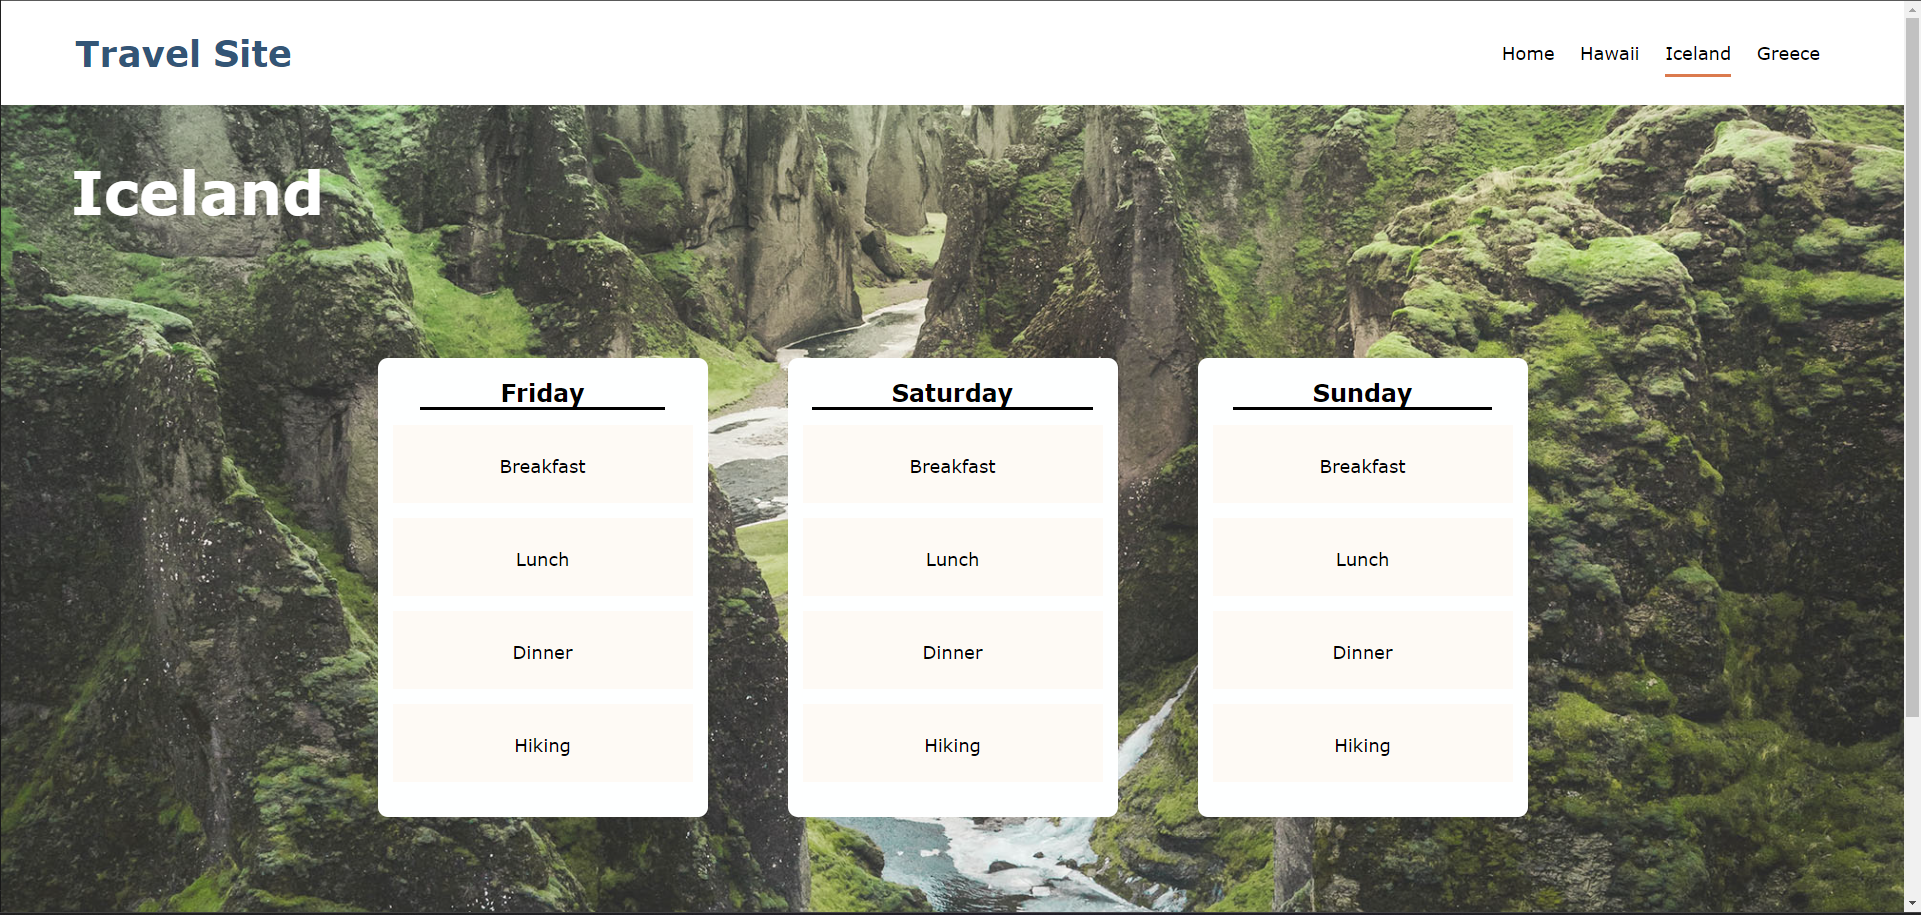 Travel Site
Home Hawaii Iceland Greece
Iceland
Friday
Breakfast
Lunch
Dinner
Hiking
Saturday
Breakfast
Lunch
Dinner
Hiking
Sunday
Breakfast
Lunch
Dinner
Hiking